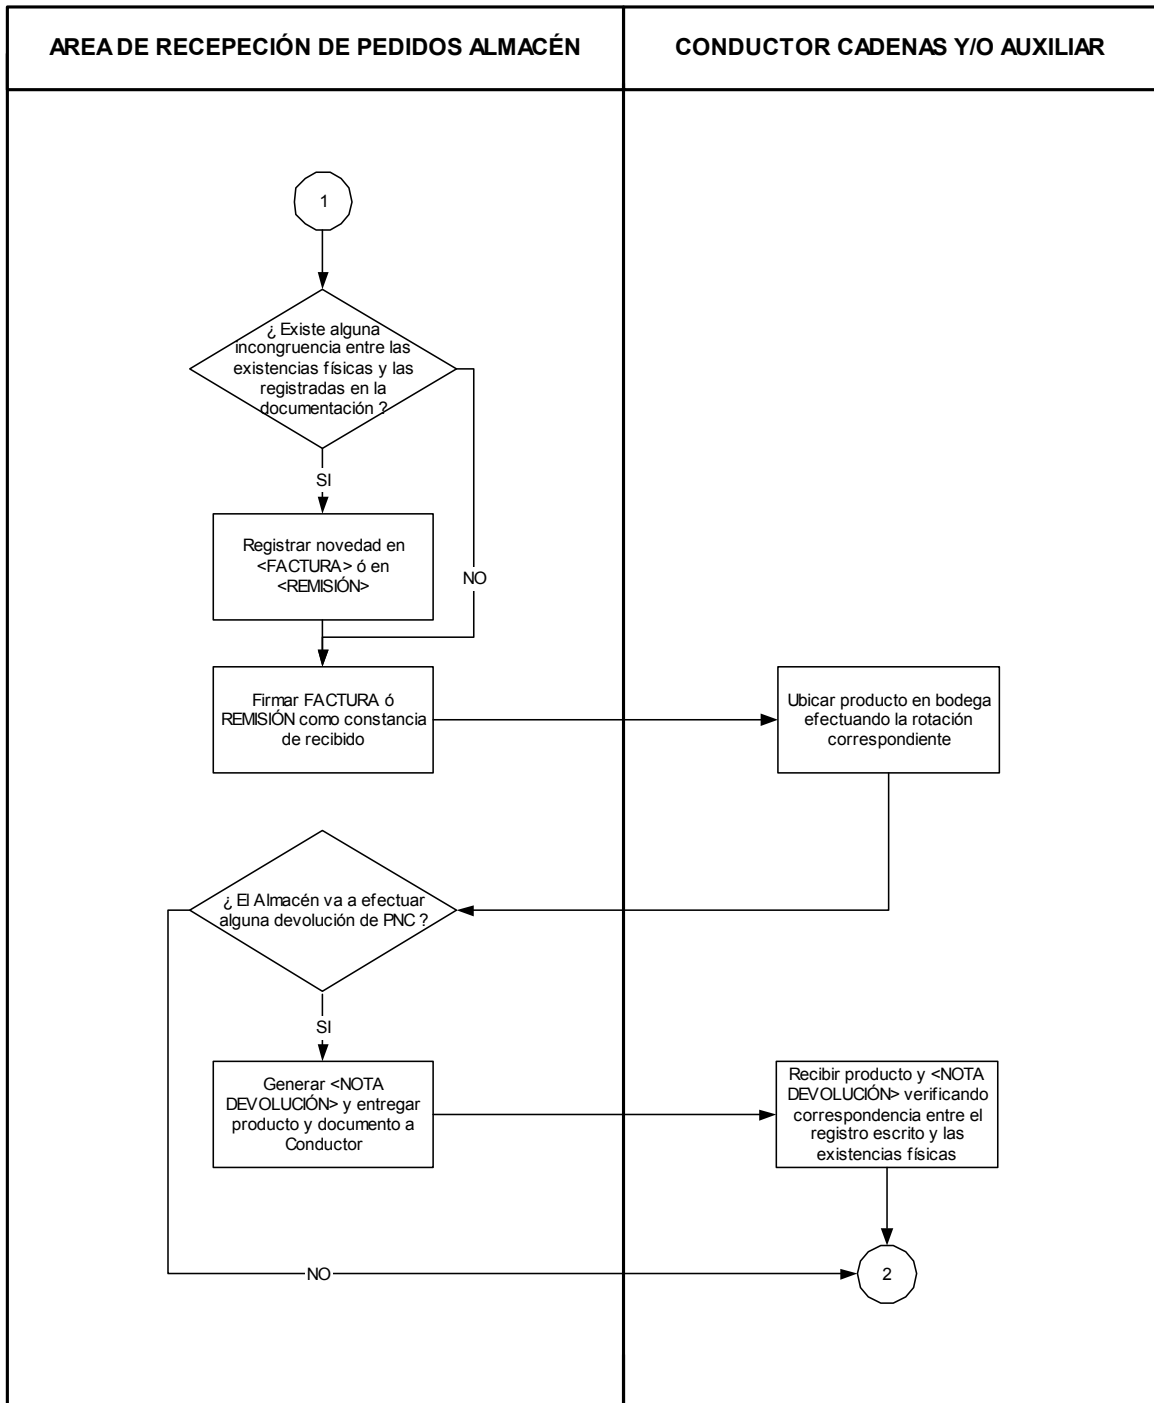 AREA DE RECEPECIÓN DE PEDIDOS ALMACÉN
CONDUCTOR CADENAS Y/O AUXILIAR
1
¿ Existe alguna
incongruencia entre las
existencias físicas y las
registradas en la
documentación ?
SI
Registrar novedad en
<FACTURA> ó en
<REMISIÓN>
NO
Firmar FACTURA ó
REMISIÓN como constancia
de recibido
Ubicar producto en bodega
efectuando la rotación
correspondiente
¿ El Almacén va a efectuar
alguna devolución de PNC ?
SI
Generar <NOTA
DEVOLUCIÓN> y entregar
producto y documento a
Conductor
Recibir producto y <NOTA
DEVOLUCIÓN> verificando
correspondencia entre el
registro escrito y las
existencias físicas
NO
2